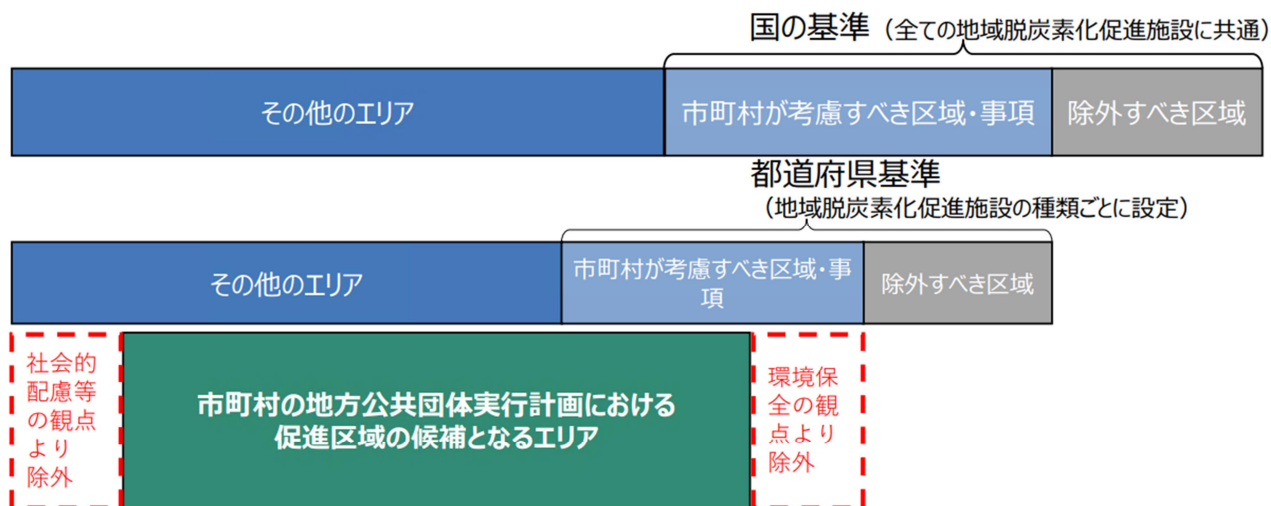 国の基準（全ての地域脱炭素化促進施設に共通）
その他のエリア
市町村が考慮すべき区域・事項
除外すべき区域
都道府県基準
（地域脱炭素化促進施設の種類ごとに設定）
その他のエリア
市町村が考慮すべき区域・事
項
除外すべき区域
社会的
配慮等
の観点
より
除外
市町村の地方公共団体実行計画における
促進区域の候補となるエリア
環境保
全の観
点より
除外